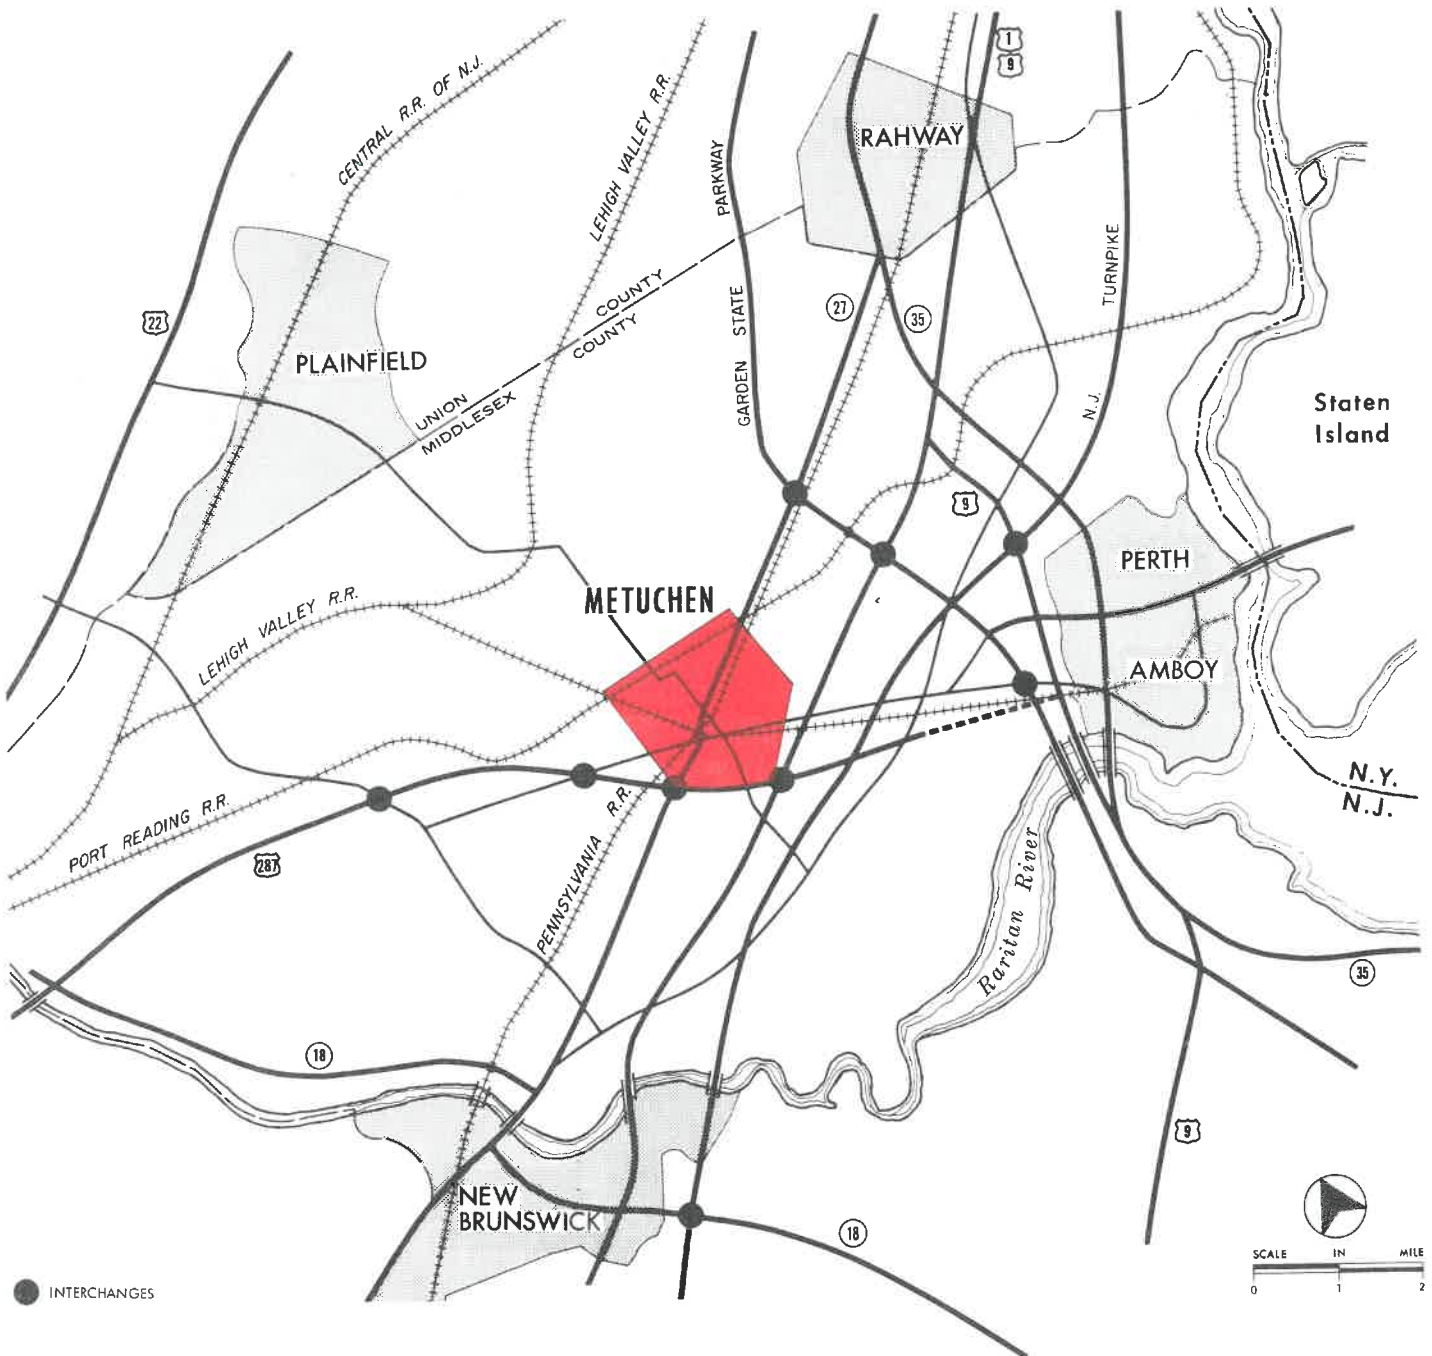 1
9
CENTRAL R.R. OF N.J.
LEHIGH VALLEY R.R.
RAHWAY
GARDEN STATE PARKWAY
N.J. TURNPIKE
22
27
35
PLAINFIELD
UNION COUNTY
MIDDLESEX COUNTY
Staten
Island
9
PERTH
AMBOY
METUCHEN
LEHIGH VALLEY R.R.
N.Y.
N.J.
PORT READING R.R.
287
PENNSYLVANIA R.R.
Raritan River
35
18
9
NEW
BRUNSWICK
18
INTERCHANGES
SCALE IN MILE
0 1 2